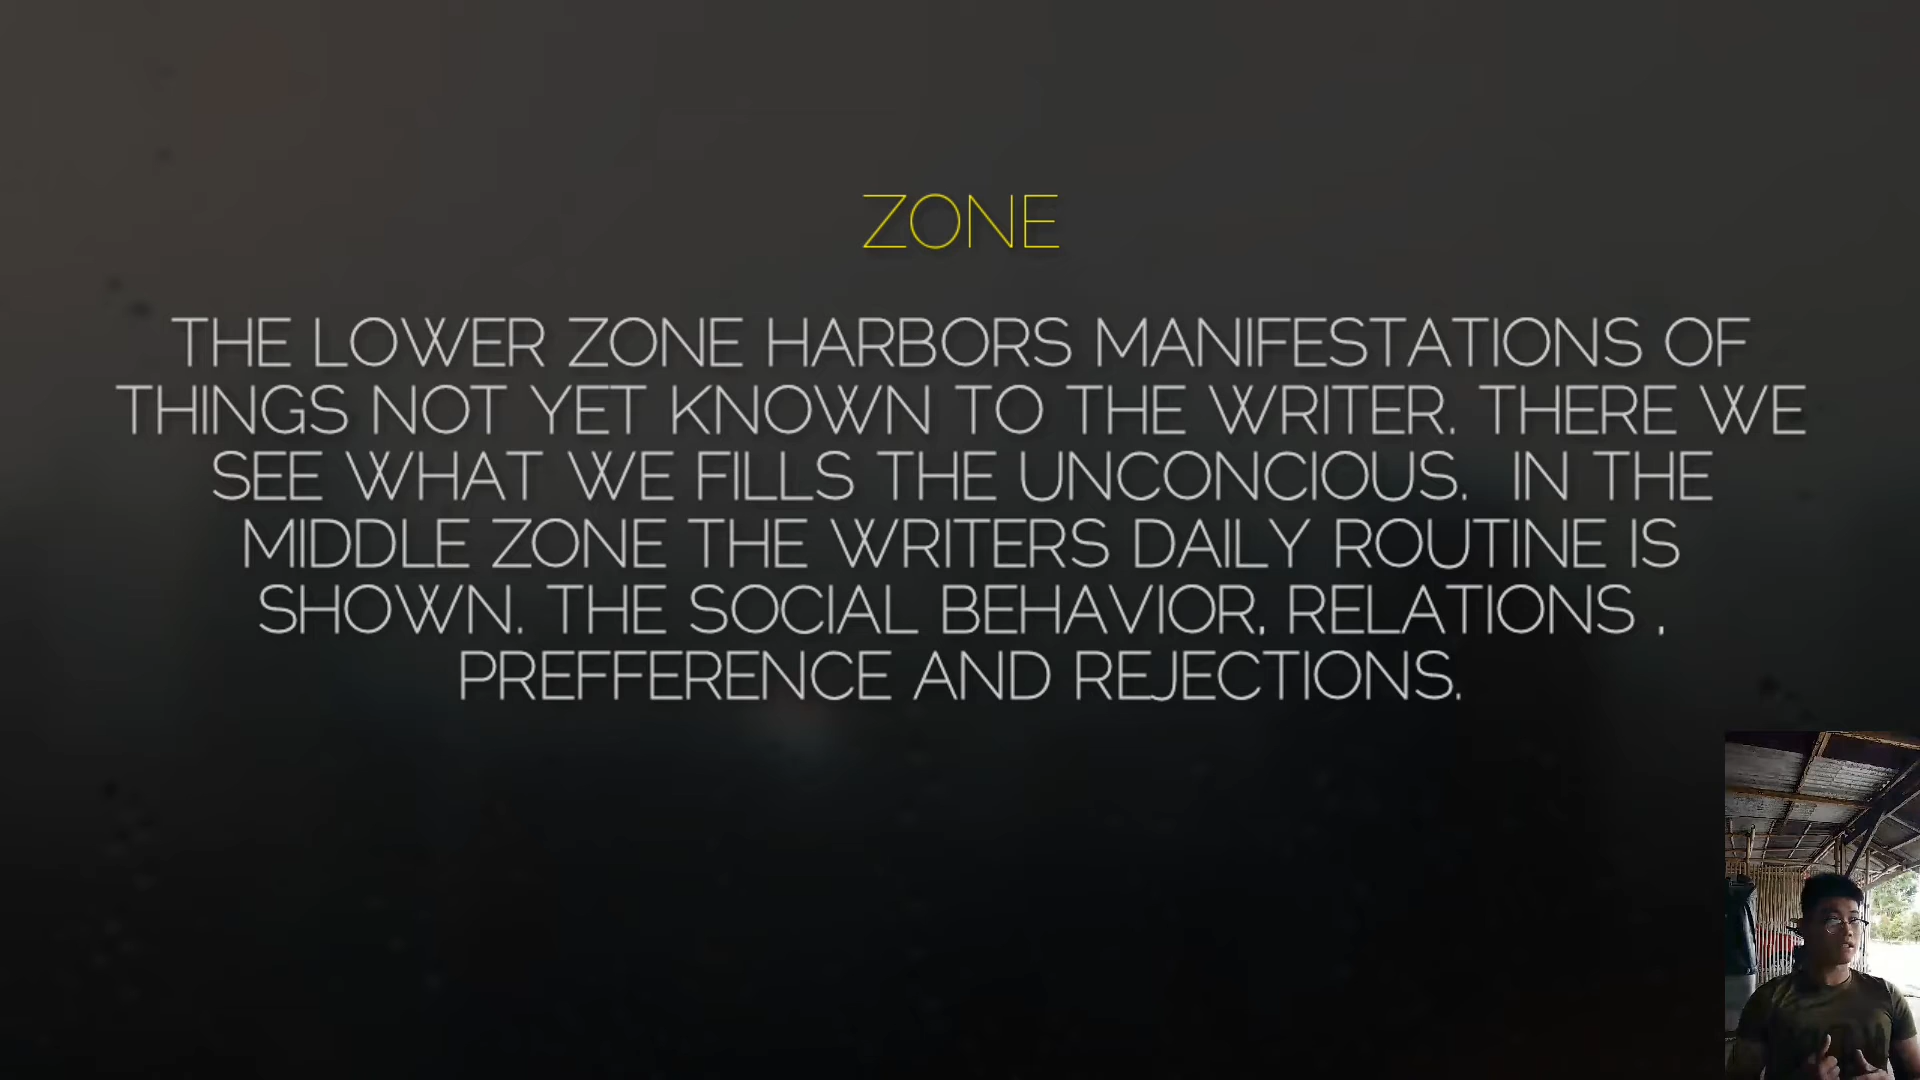 ZONE
THE LOWER ZONE HARBORS MANIFESTATIONS OF
THINGS NOT YET KNOWN TO THE WRITER. THERE WE
SEE WHAT WE FILLS THE UNCONCIOUS. IN THE
MIDDLE ZONE THE WRITERS DAILY ROUTINE IS
SHOWN. THE SOCIAL BEHAVIOR, RELATIONS ,
PREFFERENCE AND REJECTIONS.